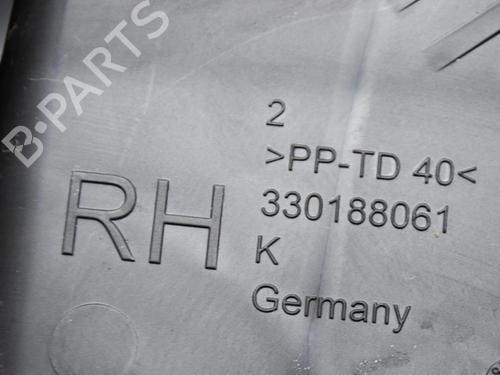 B-PARTS
2
>PP-TD 40<
RH
330188061
K
Germany